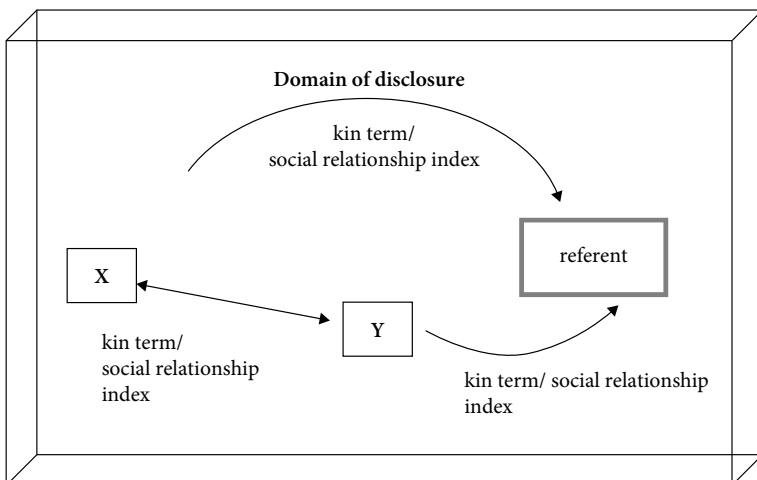 Domain of disclosure
kin term/
social relationship index
referent
X
Y
kin term/
social relationship
index
kin term/ social relationship
index